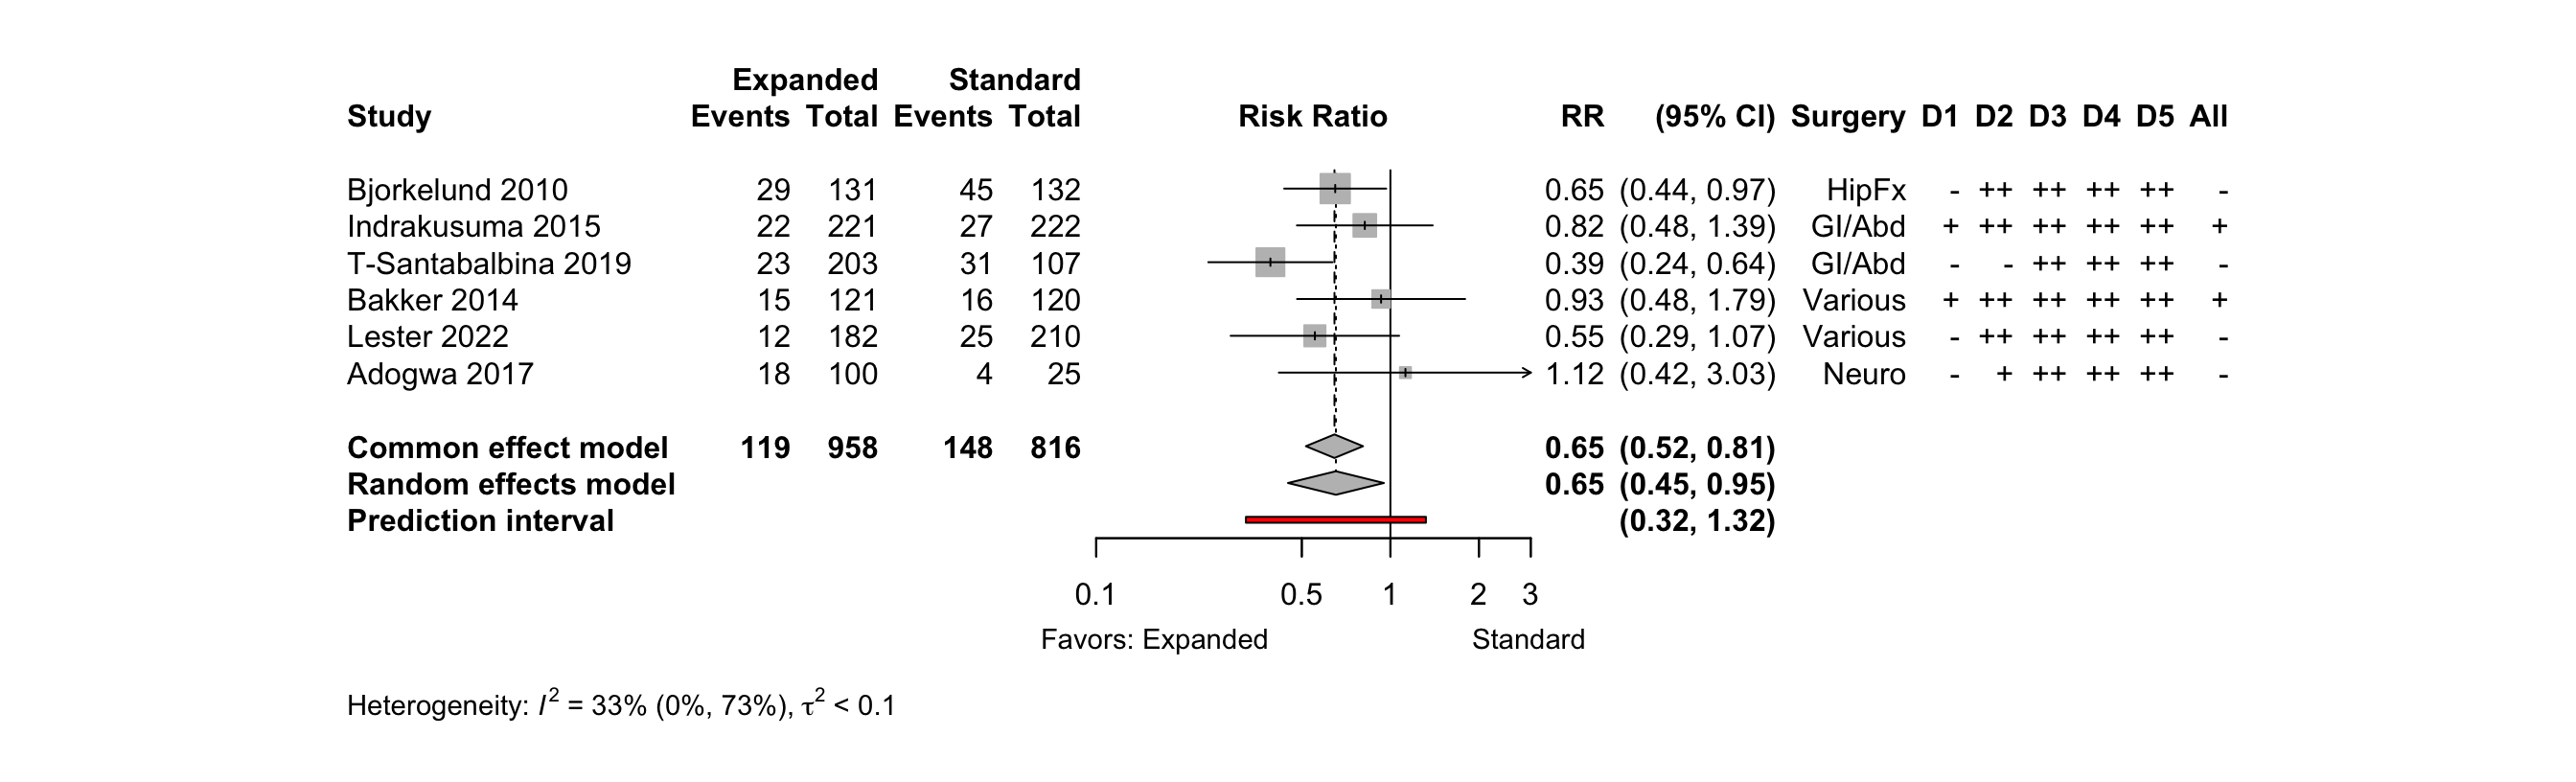 Expanded Standard
Study Events Total Events Total Risk Ratio RR (95% CI) Surgery D1 D2 D3 D4 D5 All
Bjorkelund 2010 29 131 45 132 0.65 (0.44, 0.97) HipFx - ++ ++ ++ ++ -
Indrakusuma 2015 22 221 27 222 0.82 (0.48, 1.39) GI/Abd + ++ ++ ++ ++ +
T-Santabalbina 2019 23 203 31 107 0.39 (0.24, 0.64) GI/Abd - - ++ ++ ++ -
Bakker 2014 15 121 16 120 0.93 (0.48, 1.79) Various + ++ ++ ++ ++ +
Lester 2022 12 182 25 210 0.55 (0.29, 1.07) Various - ++ ++ ++ ++ -
Adogwa 2017 18 100 4 25 1.12 (0.42, 3.03) Neuro - + ++ ++ ++ -
Common effect model 119 958 148 816 0.65 (0.52, 0.81)
Random effects model 0.65 (0.45, 0.95)
Prediction interval (0.32, 1.32)
0.1 0.5 1 2 3
Favors: Expanded Standard
Heterogeneity: I² = 33% (0%, 73%), τ² < 0.1